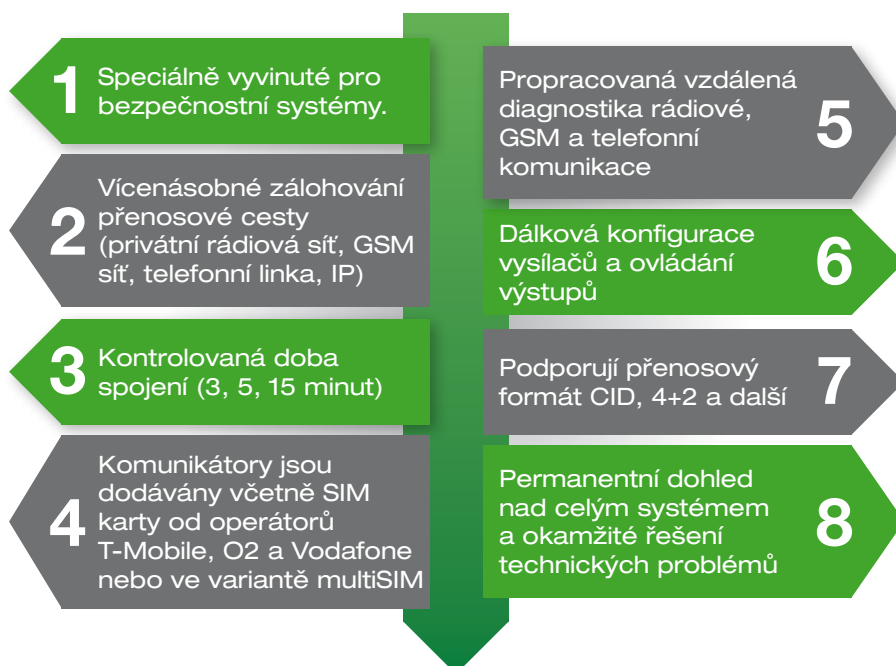 1
Speciálně vyvinuté pro
bezpečnostní systémy.
2
Vícenásobné zálohování
přenosové cesty
(privátní rádiová síť, GSM
síť, telefonní linka, IP)
3
Kontrolovaná doba
spojení (3, 5, 15 minut)
4
Komunikátory jsou
dodávány včetně SIM
karty od operátorů
T-Mobile, O2 a Vodafone
nebo ve variantě multiSIM
5
Propracovaná vzdálená
diagnostika rádiové,
GSM a telefonní
komunikace
6
Dálková konfigurace
vysílačů a ovládání
výstupů
7
Podporují přenosový
formát CID, 4+2 a další
8
Permanentní dohled
nad celým systémem
a okamžité řešení
technických problémů